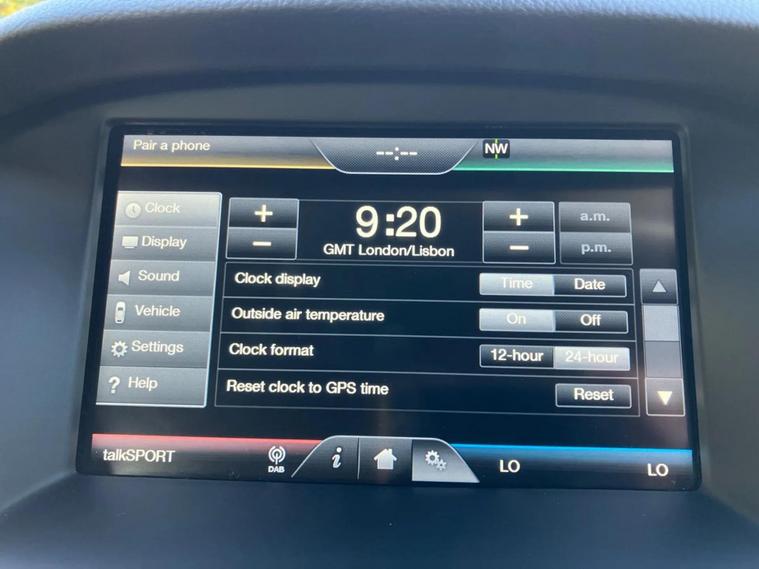 Pair a phone
--:--
NW
Clock
+
9:20
+
a.m.
Display
−
GMT London/Lisbon
−
p.m.
Sound
Clock display
Time
Date
Vehicle
Outside air temperature
On
Off
Settings
Clock format
12-hour
24-hour
? Help
Reset clock to GPS time
Reset
talkSPORT
DAB
i
LO
LO